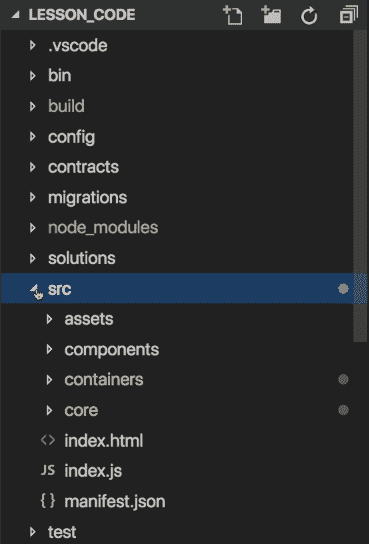 LESSON_CODE
.vscode
bin
build
config
contracts
migrations
node_modules
solutions
src
assets
components
containers
core
<> index.html
JS index.js
{ } manifest.json
test